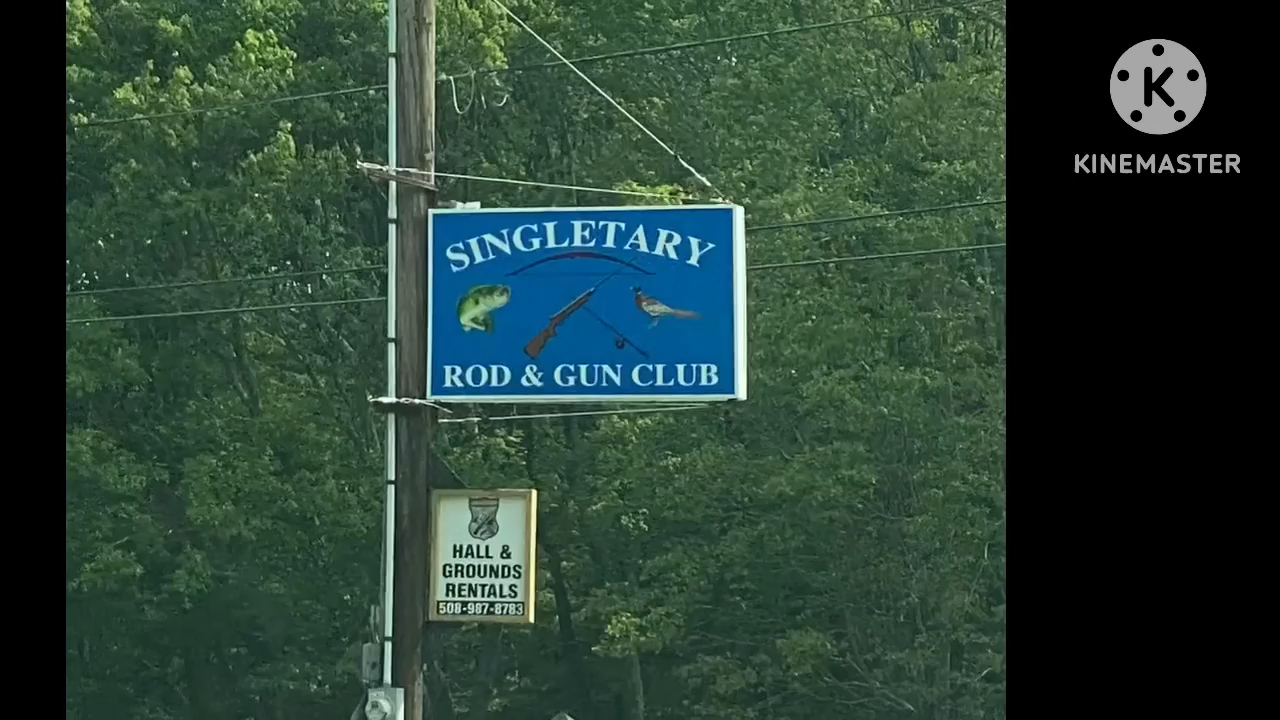 SINGLETARY
ROD & GUN CLUB
HALL &
GROUNDS
RENTALS
508-987-8783
K
KINEMASTER